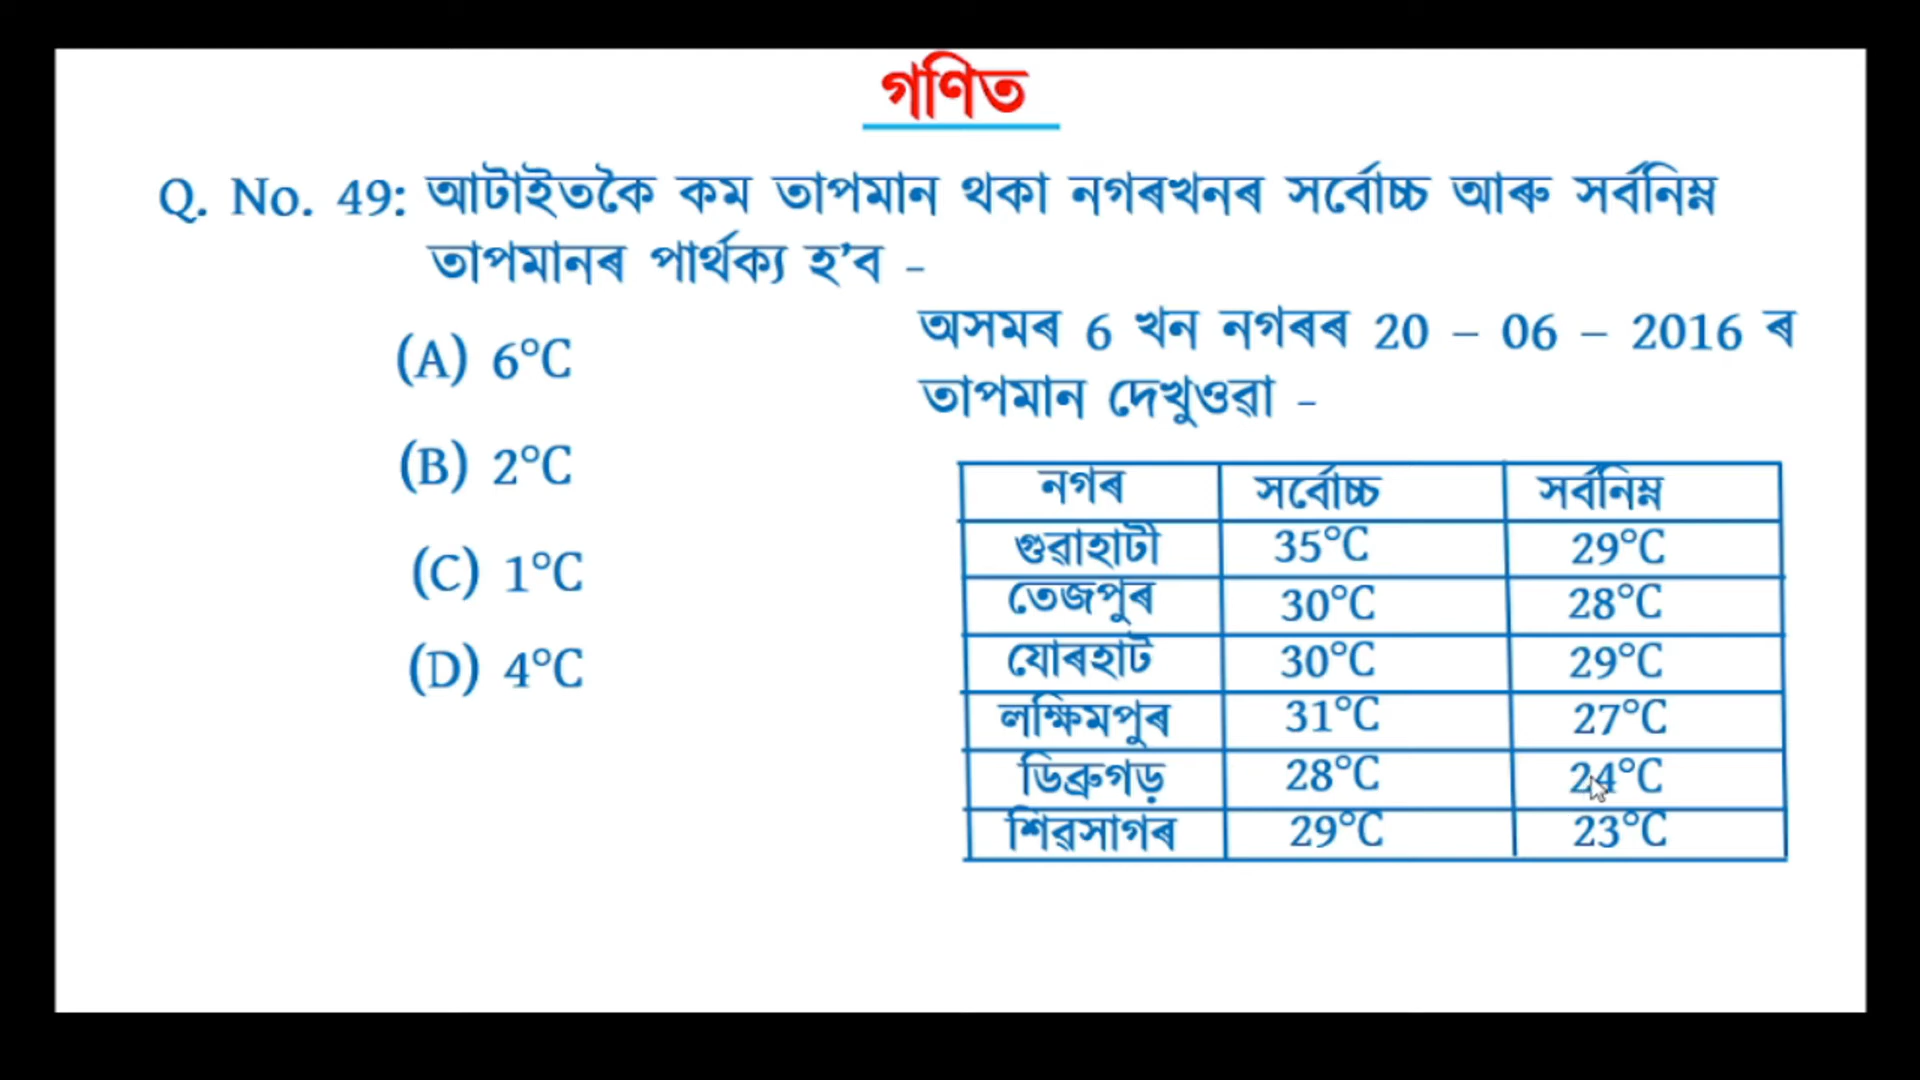 গণিত
Q. No. 49: আটাইতকৈ কম তাপমান থকা নগৰখনৰ সৰ্বোচ্চ আৰু সৰ্বনিম্ন
তাপমানৰ পাৰ্থক্য হ’ব -
(A) 6°C
(B) 2°C
(C) 1°C
(D) 4°C
অসমৰ 6 খন নগৰৰ 20 – 06 – 2016 ৰ
তাপমান দেখুওৱা -
নগৰ সৰ্বোচ্চ সৰ্বনিম্ন
গুৱাহাটী 35°C 29°C
তেজপুৰ 30°C 28°C
যোৰহাট 30°C 29°C
লক্ষিমপুৰ 31°C 27°C
ডিব্ৰুগড় 28°C 24°C
শিৱসাগৰ 29°C 23°C